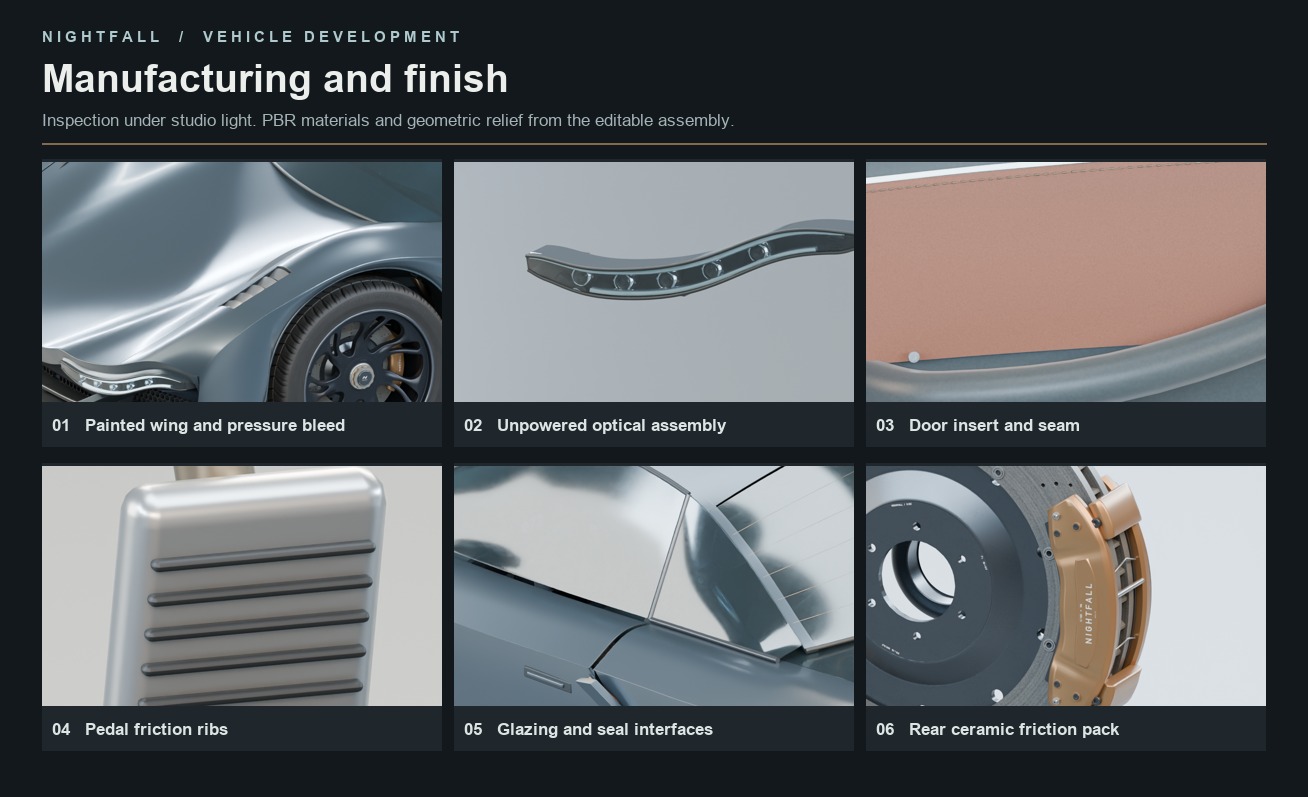 NIGHTFALL / VEHICLE DEVELOPMENT
Manufacturing and finish
Inspection under studio light. PBR materials and geometric relief from the editable assembly.
01 Painted wing and pressure bleed
02 Unpowered optical assembly
03 Door insert and seam
NIGHTFALL
04 Pedal friction ribs
05 Glazing and seal interfaces
06 Rear ceramic friction pack